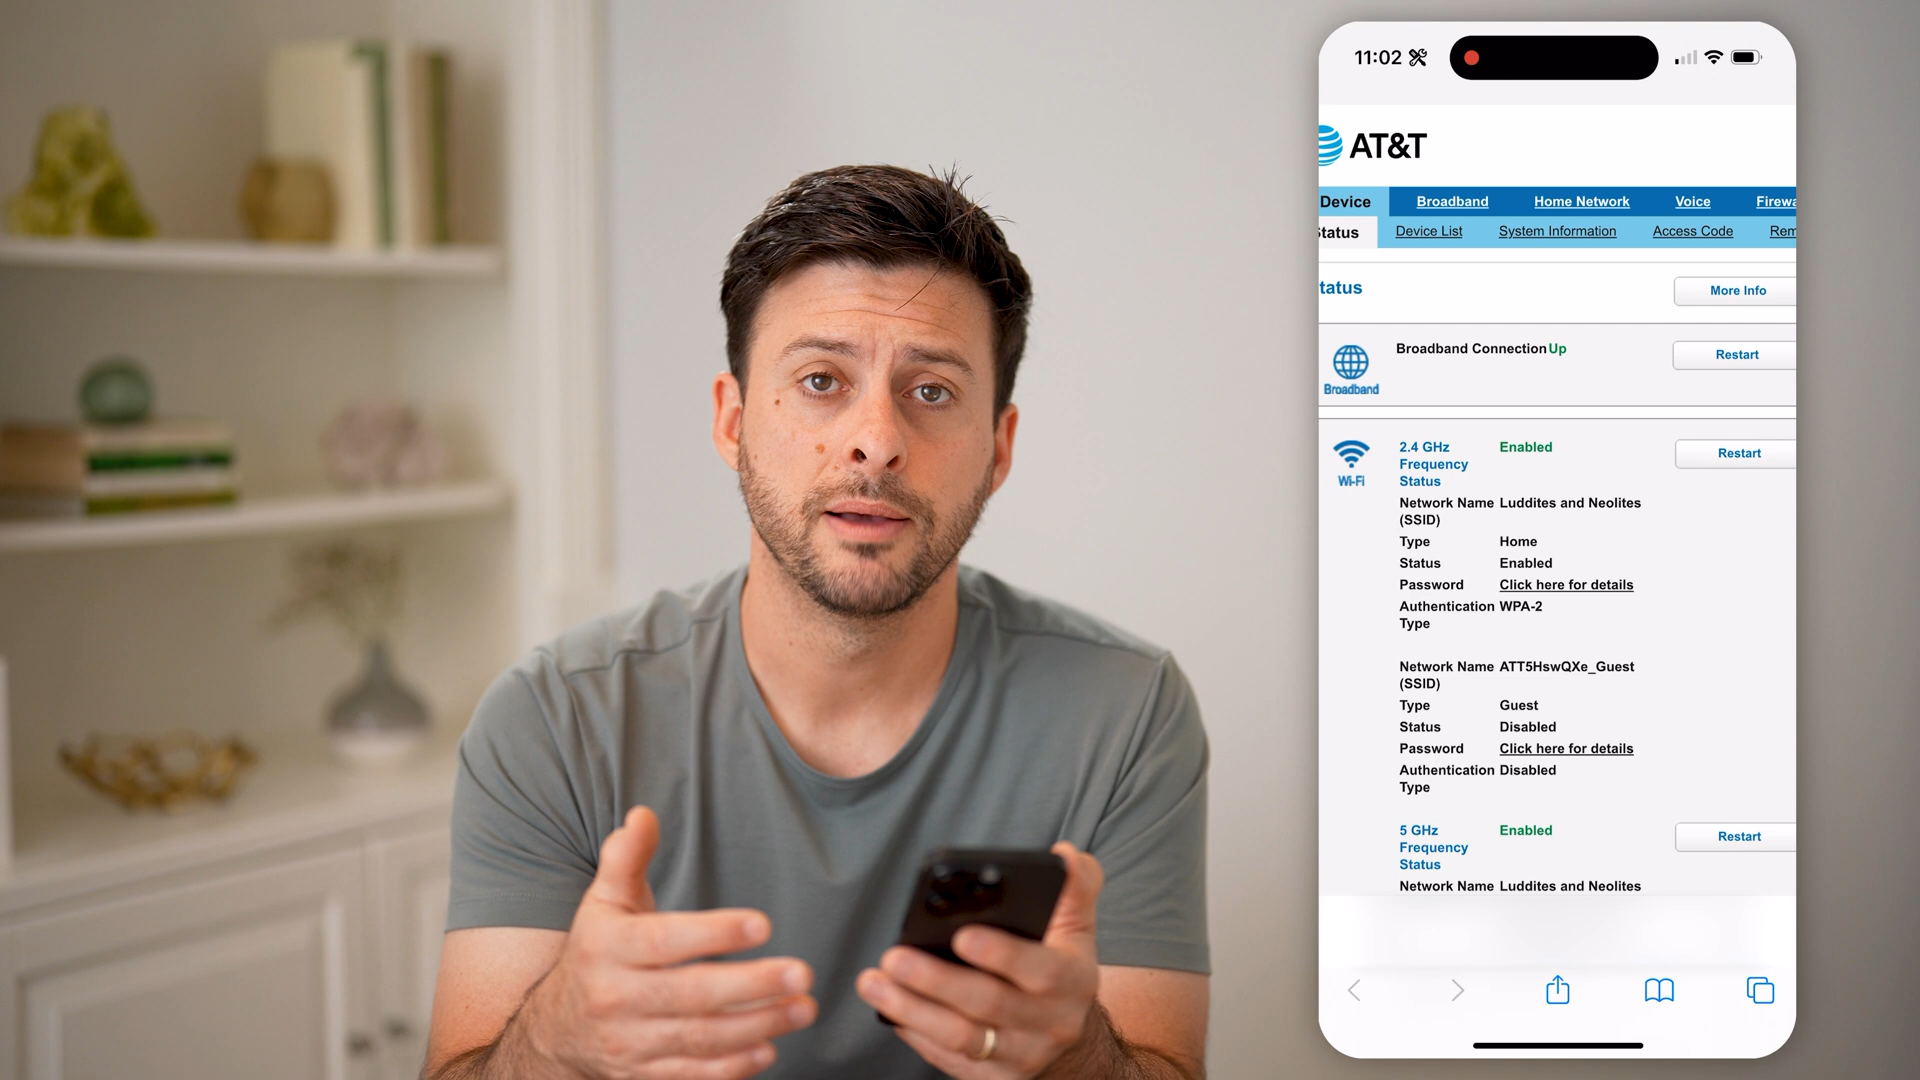 11:02
AT&T
Device Broadband Home Network Voice Firewa
Status Device List System Information Access Code Rem
tatus More Info
Broadband Connection Up Restart
Broadband
2.4 GHz Frequency Status Enabled Restart
Wi-Fi
Network Name (SSID) Luddites and Neolites
Type Home
Status Enabled
Password Click here for details
Authentication Type WPA-2
Network Name (SSID) ATT5HswQXe_Guest
Type Guest
Status Disabled
Password Click here for details
Authentication Type Disabled
5 GHz Frequency Status Enabled Restart
Network Name Luddites and Neolites